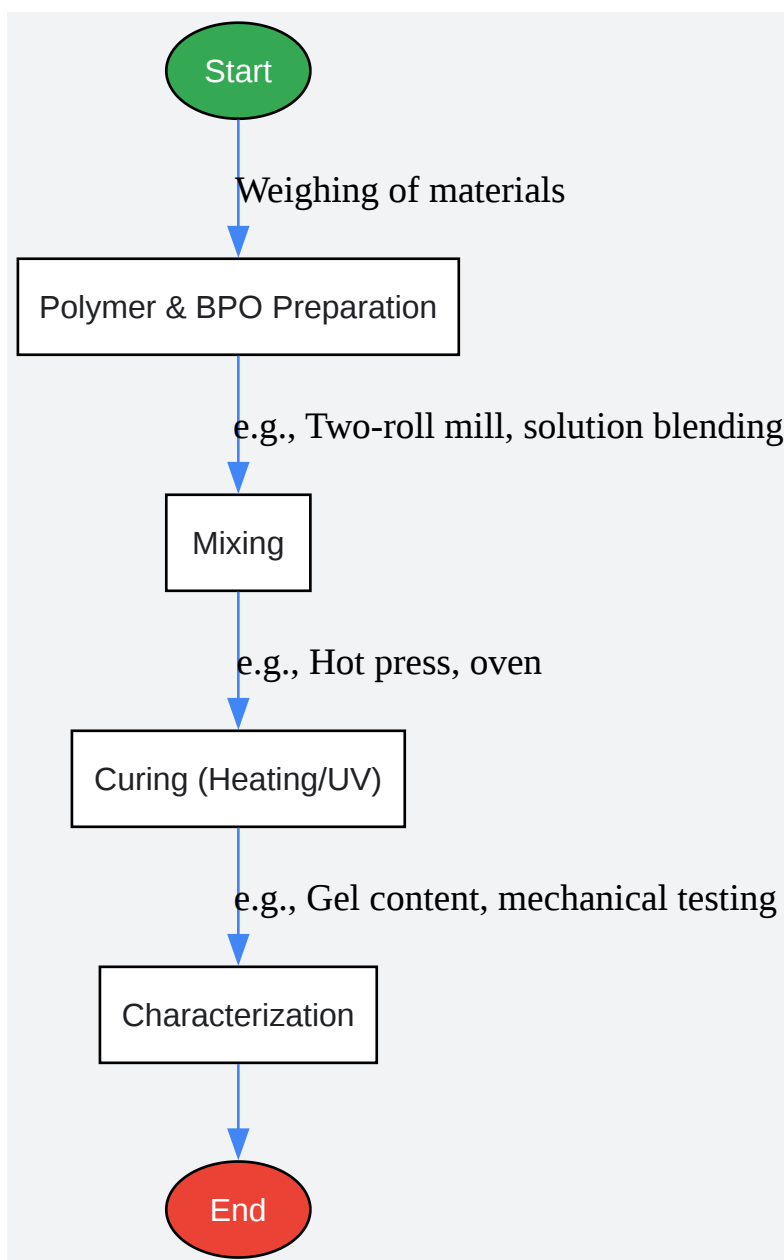 Start
Weighing of materials
Polymer & BPO Preparation
e.g., Two-roll mill, solution blending
Mixing
e.g., Hot press, oven
Curing (Heating/UV)
e.g., Gel content, mechanical testing
Characterization
End